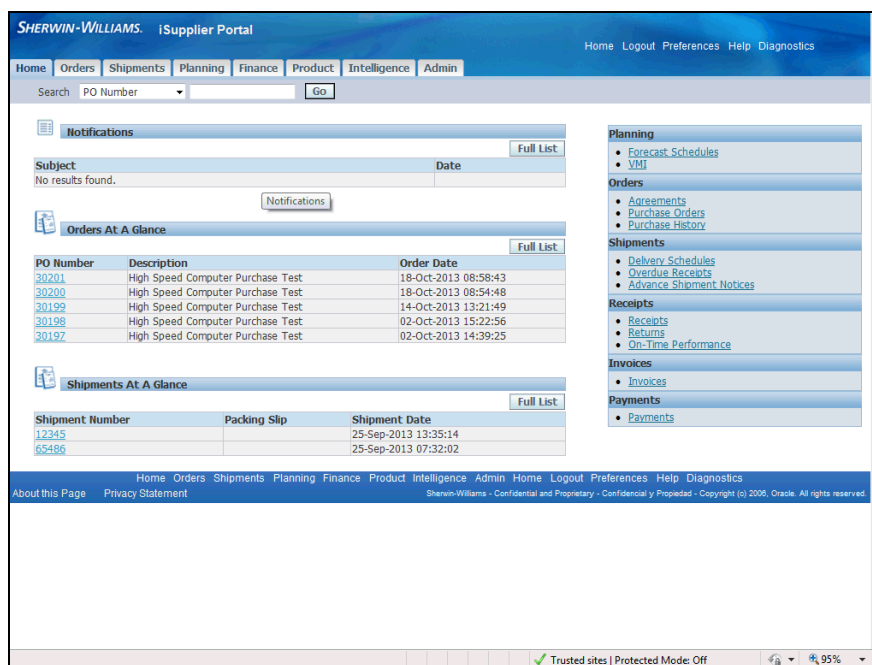 SHERWIN-WILLIAMS. iSupplier Portal
Home Logout Preferences Help Diagnostics
Home Orders Shipments Planning Finance Product Intelligence Admin
Search PO Number Go
Notifications
Full List
Subject Date
No results found.
Notifications
Orders At A Glance
Full List
PO Number Description Order Date
30201 High Speed Computer Purchase Test 18-Oct-2013 08:58:43
30200 High Speed Computer Purchase Test 18-Oct-2013 08:54:48
30199 High Speed Computer Purchase Test 14-Oct-2013 13:21:49
30198 High Speed Computer Purchase Test 02-Oct-2013 15:22:56
30197 High Speed Computer Purchase Test 02-Oct-2013 14:39:25
Shipments At A Glance
Full List
Shipment Number Packing Slip Shipment Date
12345 25-Sep-2013 13:35:14
65486 25-Sep-2013 07:32:02
Planning
Forecast Schedules
VMI
Orders
Agreements
Purchase Orders
Purchase History
Shipments
Delivery Schedules
Overdue Receipts
Advance Shipment Notices
Receipts
Receipts
Returns
On-Time Performance
Invoices
Invoices
Payments
Payments
Home Orders Shipments Planning Finance Product Intelligence Admin Home Logout Preferences Help Diagnostics
About this Page Privacy Statement Sherwin-Williams - Confidential and Proprietary - Confidencial y Propiedad - Copyright (c) 2006, Oracle. All rights reserved.
Trusted sites | Protected Mode: Off 95%